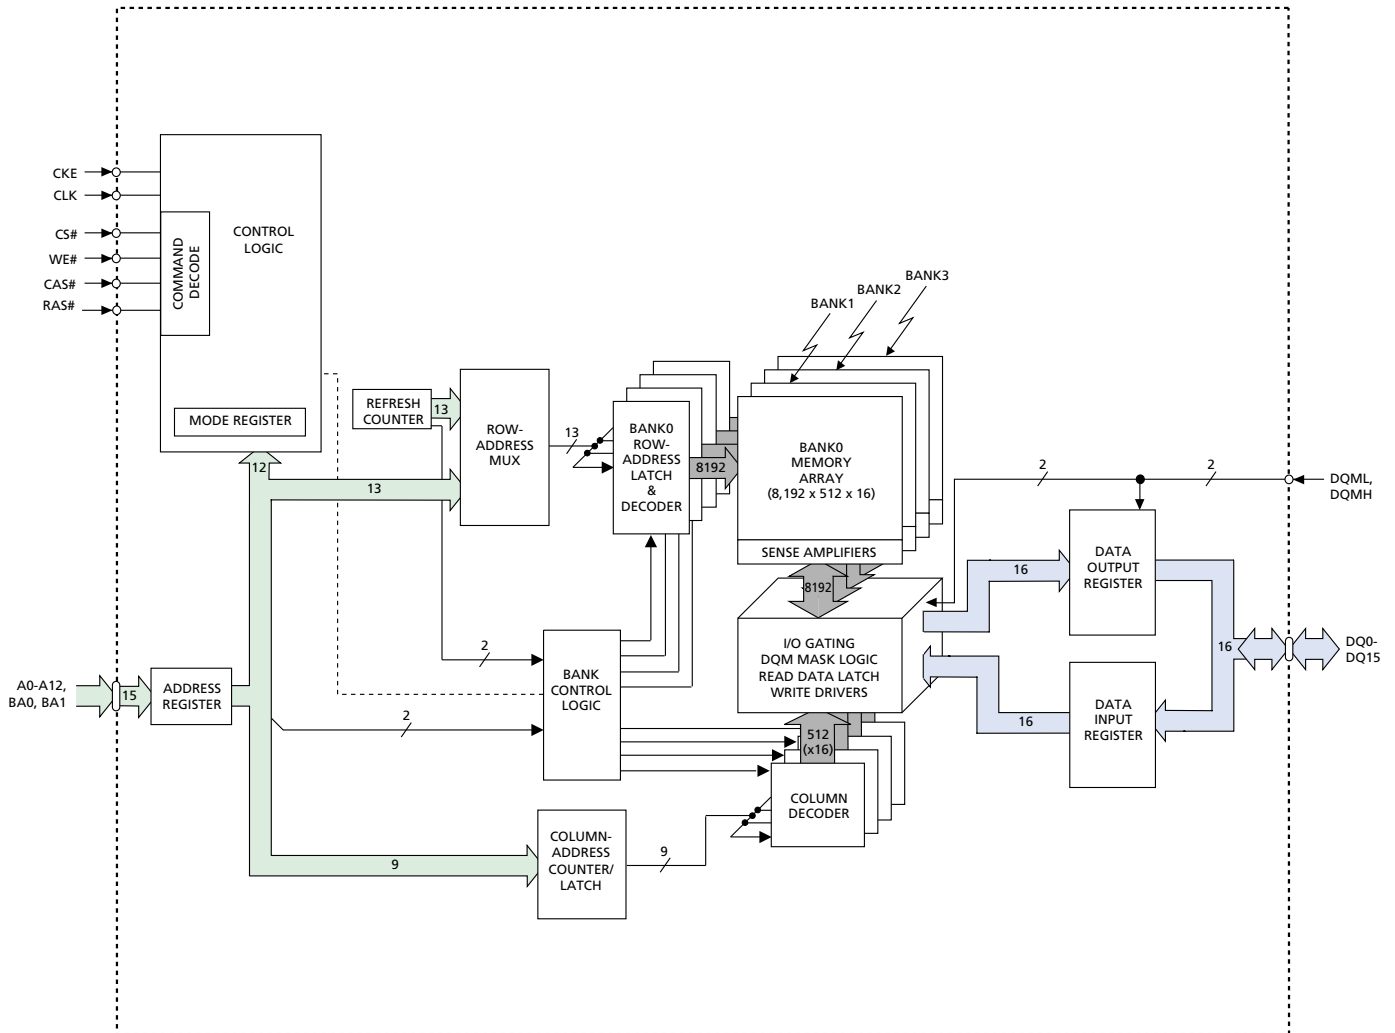 CKE
CLK
CS#
WE#
CAS#
RAS#
COMMAND
DECODE
CONTROL
LOGIC
MODE REGISTER
12
BANK1
BANK2
BANK3
REFRESH
COUNTER
13
ROW-
ADDRESS
MUX
13
13
BANK0
ROW-
ADDRESS
LATCH
&
DECODER
8192
BANK0
MEMORY
ARRAY
(8,192 x 512 x 16)
SENSE AMPLIFIERS
8192
2
2
DQML,
DQMH
DATA
OUTPUT
REGISTER
16
I/O GATING
DQM MASK LOGIC
READ DATA LATCH
WRITE DRIVERS
16
DQ0-
DQ15
A0-A12,
BA0, BA1
15
ADDRESS
REGISTER
2
2
BANK
CONTROL
LOGIC
16
DATA
INPUT
REGISTER
512
(x16)
COLUMN
DECODER
9
COLUMN-
ADDRESS
COUNTER/
LATCH
9